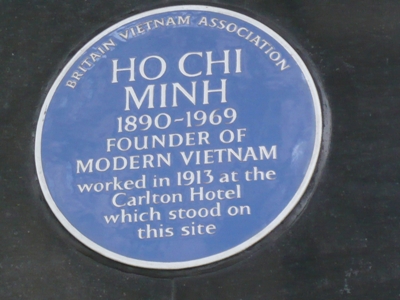 BRITAIN VIETNAM ASSOCIATION
HO CHI
MINH
1890-1969
FOUNDER OF
MODERN VIETNAM
worked in 1913 at the
Carlton Hotel
which stood on
this site